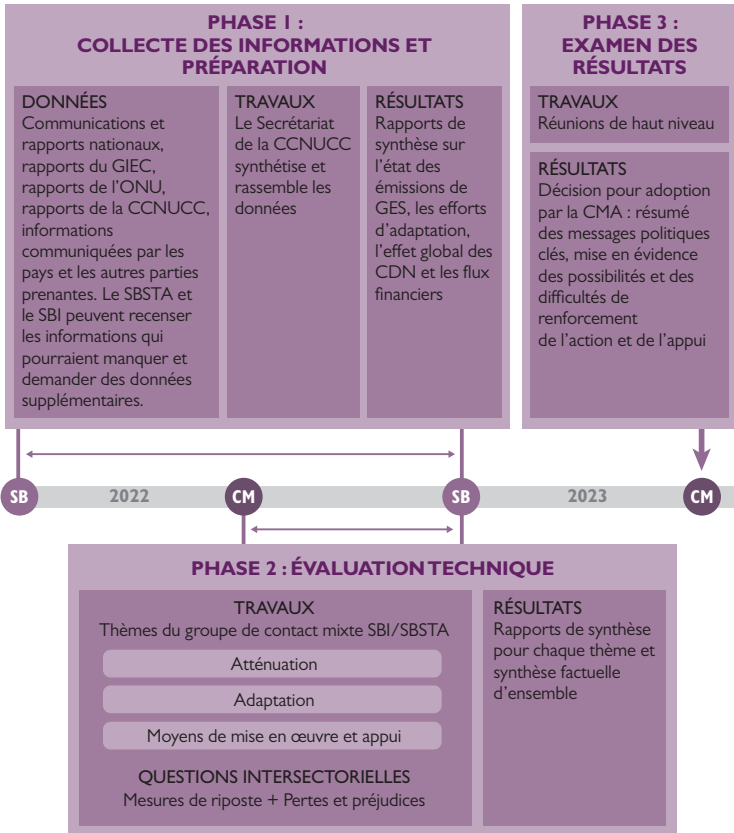 PHASE 1 :
COLLECTE DES INFORMATIONS ET
PRÉPARATION
DONNÉES
Communications et
rapports nationaux,
rapports du GIEC,
rapports de l'ONU,
rapports de la CCNUCC,
informations
communiquées par les
pays et les autres parties
prenantes. Le SBSTA et
le SBI peuvent recenser
les informations qui
pourraient manquer et
demander des données
supplémentaires.
TRAVAUX
Le Secrétariat
de la CCNUCC
synthétise et
rassemble les
données
RÉSULTATS
Rapports de
synthèse sur
l'état des
émissions de
GES, les efforts
d'adaptation,
l'effet global des
CDN et les flux
financiers
PHASE 3 :
EXAMEN DES
RÉSULTATS
TRAVAUX
Réunions de haut niveau
RÉSULTATS
Décision pour adoption
par la CMA : résumé
des messages politiques
clés, mise en évidence
des possibilités et des
difficultés de
renforcement
de l'action et de l'appui
SB
2022
CM
SB
2023
CM
PHASE 2 : ÉVALUATION TECHNIQUE
TRAVAUX
Thèmes du groupe de contact mixte SBI/SBSTA
Atténuation
Adaptation
Moyens de mise en œuvre et appui
QUESTIONS INTERSECTORIELLES
Mesures de riposte + Pertes et préjudices
RÉSULTATS
Rapports de synthèse
pour chaque thème et
synthèse factuelle
d'ensemble